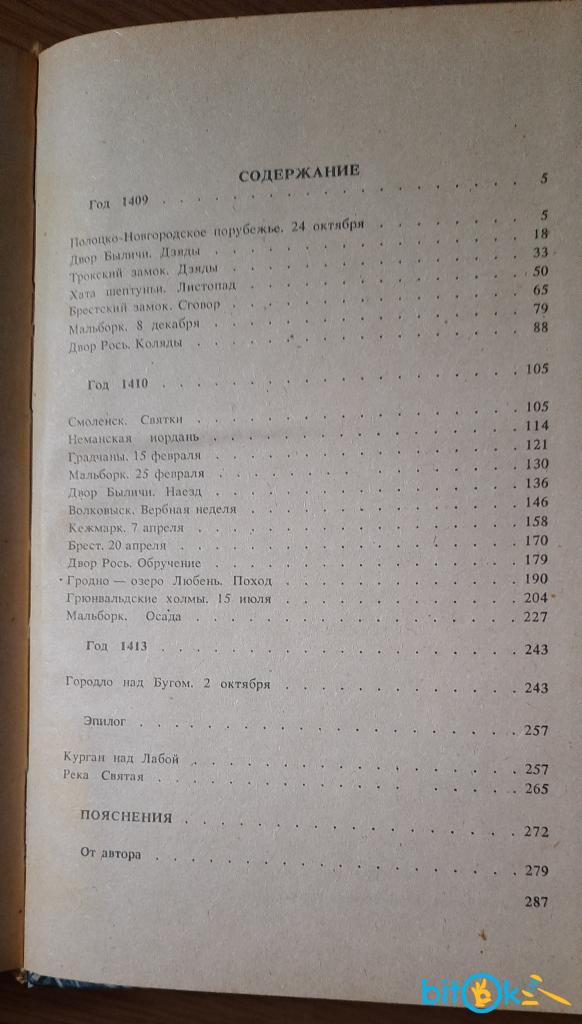 СОДЕРЖАНИЕ
Год 1409 . . . . . . . . . . . . . . . . 5
Полоцко-Новгородское порубежье. 24 октября . . . . . 5
Двор Быличи. Дзяды . . . . . . . . . . . . 18
Трокский замок. Дзяды . . . . . . . . . . . . 33
Хата шептуньи. Листопад . . . . . . . . . . . . 50
Брестский замок. Сговор . . . . . . . . . . . . 65
Мальборк. 8 декабря . . . . . . . . . . . . 79
Двор Рось. Коляды . . . . . . . . . . . . 88
Год 1410 . . . . . . . . . . . . . . . . 105
Смоленск. Святки . . . . . . . . . . . . 105
Неманская иордань . . . . . . . . . . . . 114
Градчаны. 15 февраля . . . . . . . . . . . . 121
Мальборк. 25 февраля . . . . . . . . . . . . 130
Двор Быличи. Наезд . . . . . . . . . . . . 136
Волковыск. Вербная неделя . . . . . . . . . . . . 146
Кежмарк. 7 апреля . . . . . . . . . . . . 158
Брест. 20 апреля . . . . . . . . . . . . 170
Двор Рось. Обручение . . . . . . . . . . . . 179
Гродно — озеро Любень. Поход . . . . . . . . . . 190
Грюнвальдские холмы. 15 июля . . . . . . . . . . 204
Мальборк. Осада . . . . . . . . . . . . 227
Год 1413 . . . . . . . . . . . . . . . . 243
Городло над Бугом. 2 октября . . . . . . . . . . 243
Эпилог . . . . . . . . . . . . . . . . 257
Курган над Лабой . . . . . . . . . . . . 257
Река Святая . . . . . . . . . . . . 265
ПОЯСНЕНИЯ . . . . . . . . . . . . . . 272
От автора . . . . . . . . . . . . . . 279
287
bitOk